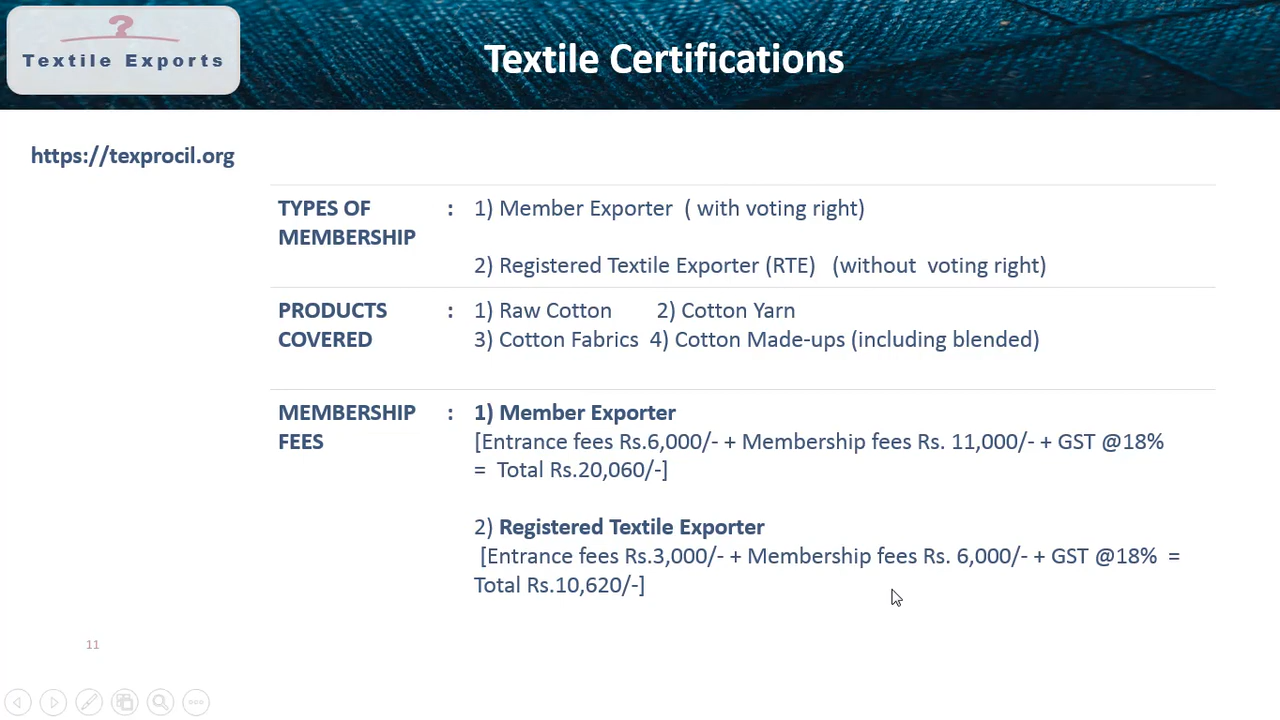 ?
Textile Exports
Textile Certifications
https://texprocil.org
TYPES OF MEMBERSHIP : 1) Member Exporter ( with voting right)
2) Registered Textile Exporter (RTE) (without voting right)
PRODUCTS COVERED : 1) Raw Cotton 2) Cotton Yarn
3) Cotton Fabrics 4) Cotton Made-ups (including blended)
MEMBERSHIP FEES : 1) Member Exporter
[Entrance fees Rs.6,000/- + Membership fees Rs. 11,000/- + GST @18%
= Total Rs.20,060/-]
2) Registered Textile Exporter
[Entrance fees Rs.3,000/- + Membership fees Rs. 6,000/- + GST @18% =
Total Rs.10,620/-]
11